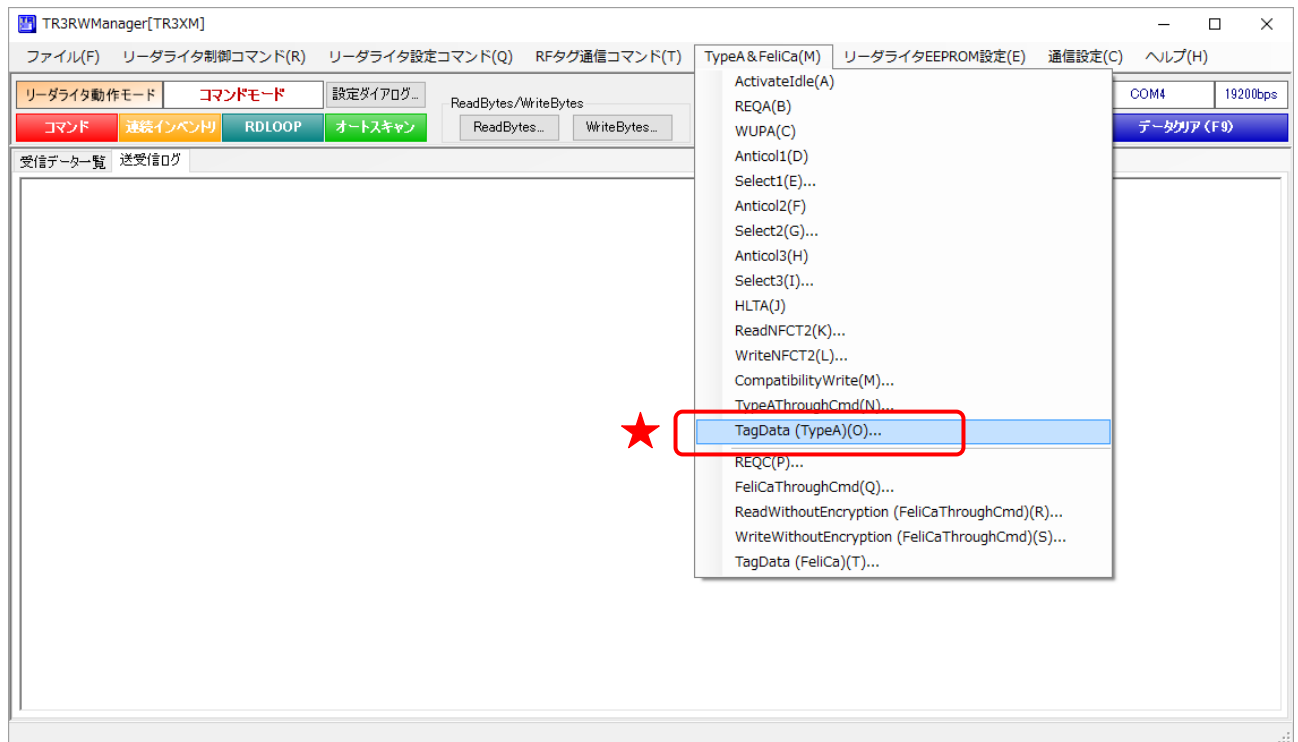 TR3RWManager[TR3XM]
ファイル(F) リーダライタ制御コマンド(R) リーダライタ設定コマンド(Q) RFタグ通信コマンド(T) TypeA&FeliCa(M) リーダライタEEPROM設定(E) 通信設定(C) ヘルプ(H)
リーダライタ動作モード コマンドモード 設定ダイアログ... ReadBytes/WriteBytes COM4 19200bps
コマンド 連続インベントリ RDLOOP オートスキャン ReadBytes... WriteBytes... データクリア(F9)
受信データ一覧 送受信ログ
ActivateIdle(A)
REQA(B)
WUPA(C)
Anticol1(D)
Select1(E)...
Anticol2(F)
Select2(G)...
Anticol3(H)
Select3(I)...
HLTA(J)
ReadNFCT2(K)...
WriteNFCT2(L)...
CompatibilityWrite(M)...
TypeAThroughCmd(N)...
TagData (TypeA)(O)...
REQC(P)...
FeliCaThroughCmd(Q)...
ReadWithoutEncryption (FeliCaThroughCmd)(R)...
WriteWithoutEncryption (FeliCaThroughCmd)(S)...
TagData (FeliCa)(T)...